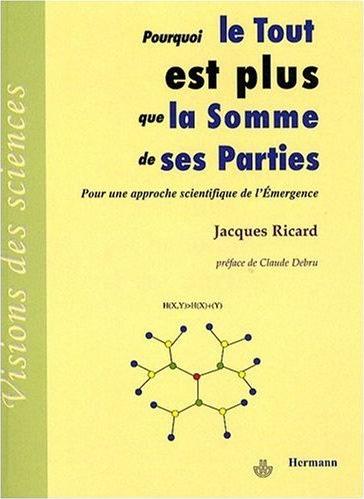 Pourquoi le Tout
est plus
que la Somme
de ses Parties
Pour une approche scientifique de l'Émergence
Jacques Ricard
préface de Claude Debru
H(X,Y)>H(X)+(Y)
Hermann
Visions des sciences